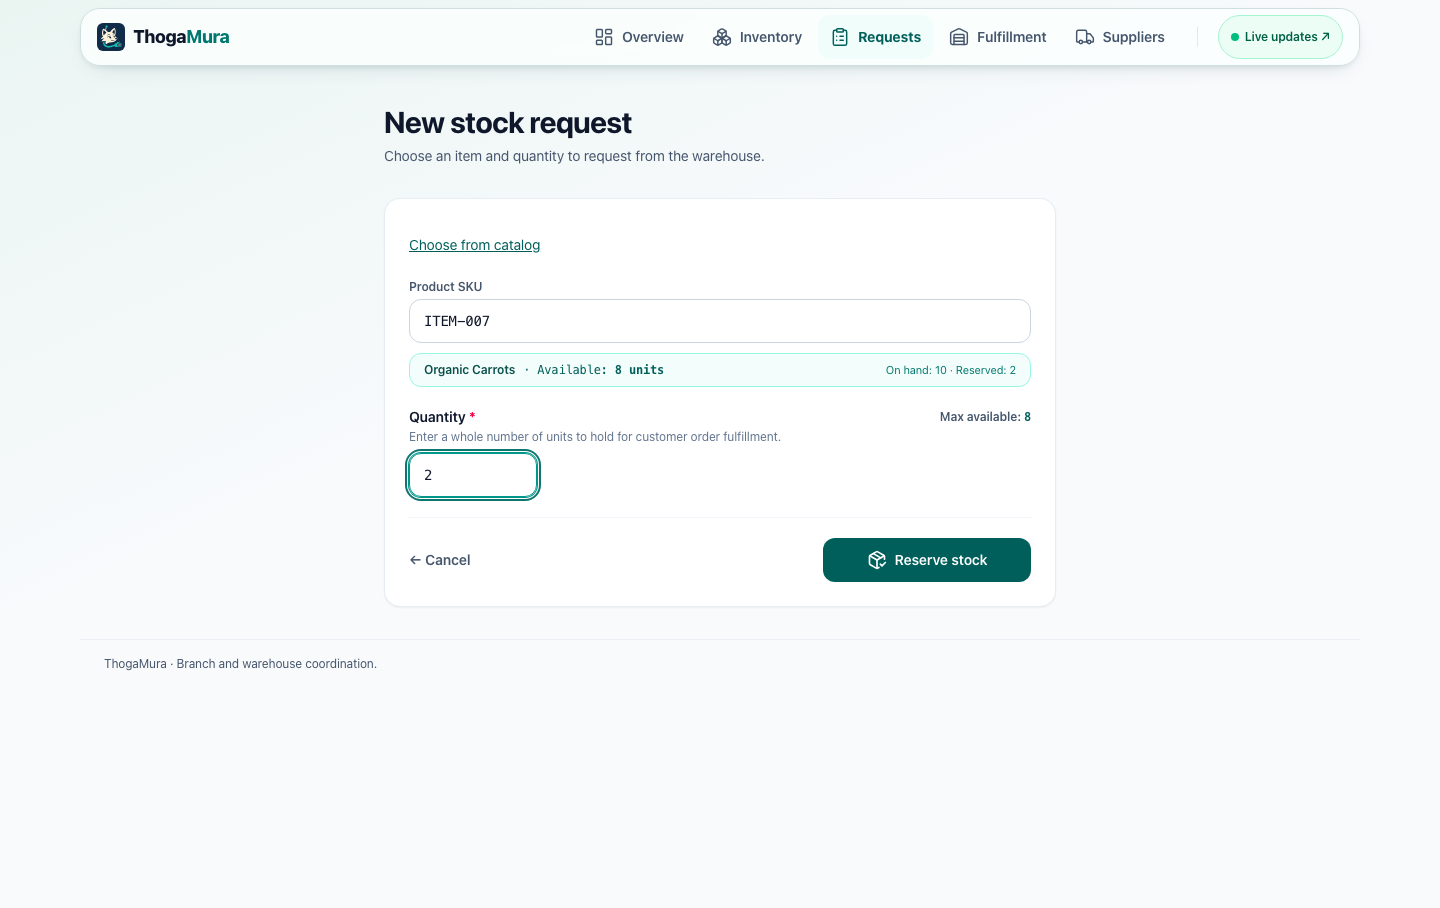 ThogaMura
Overview
Inventory
Requests
Fulfillment
Suppliers
Live updates ↗
New stock request
Choose an item and quantity to request from the warehouse.
Choose from catalog
Product SKU
ITEM-007
Organic Carrots · Available: 8 units
On hand: 10 · Reserved: 2
Quantity *
Max available: 8
Enter a whole number of units to hold for customer order fulfillment.
2
← Cancel
Reserve stock
ThogaMura · Branch and warehouse coordination.